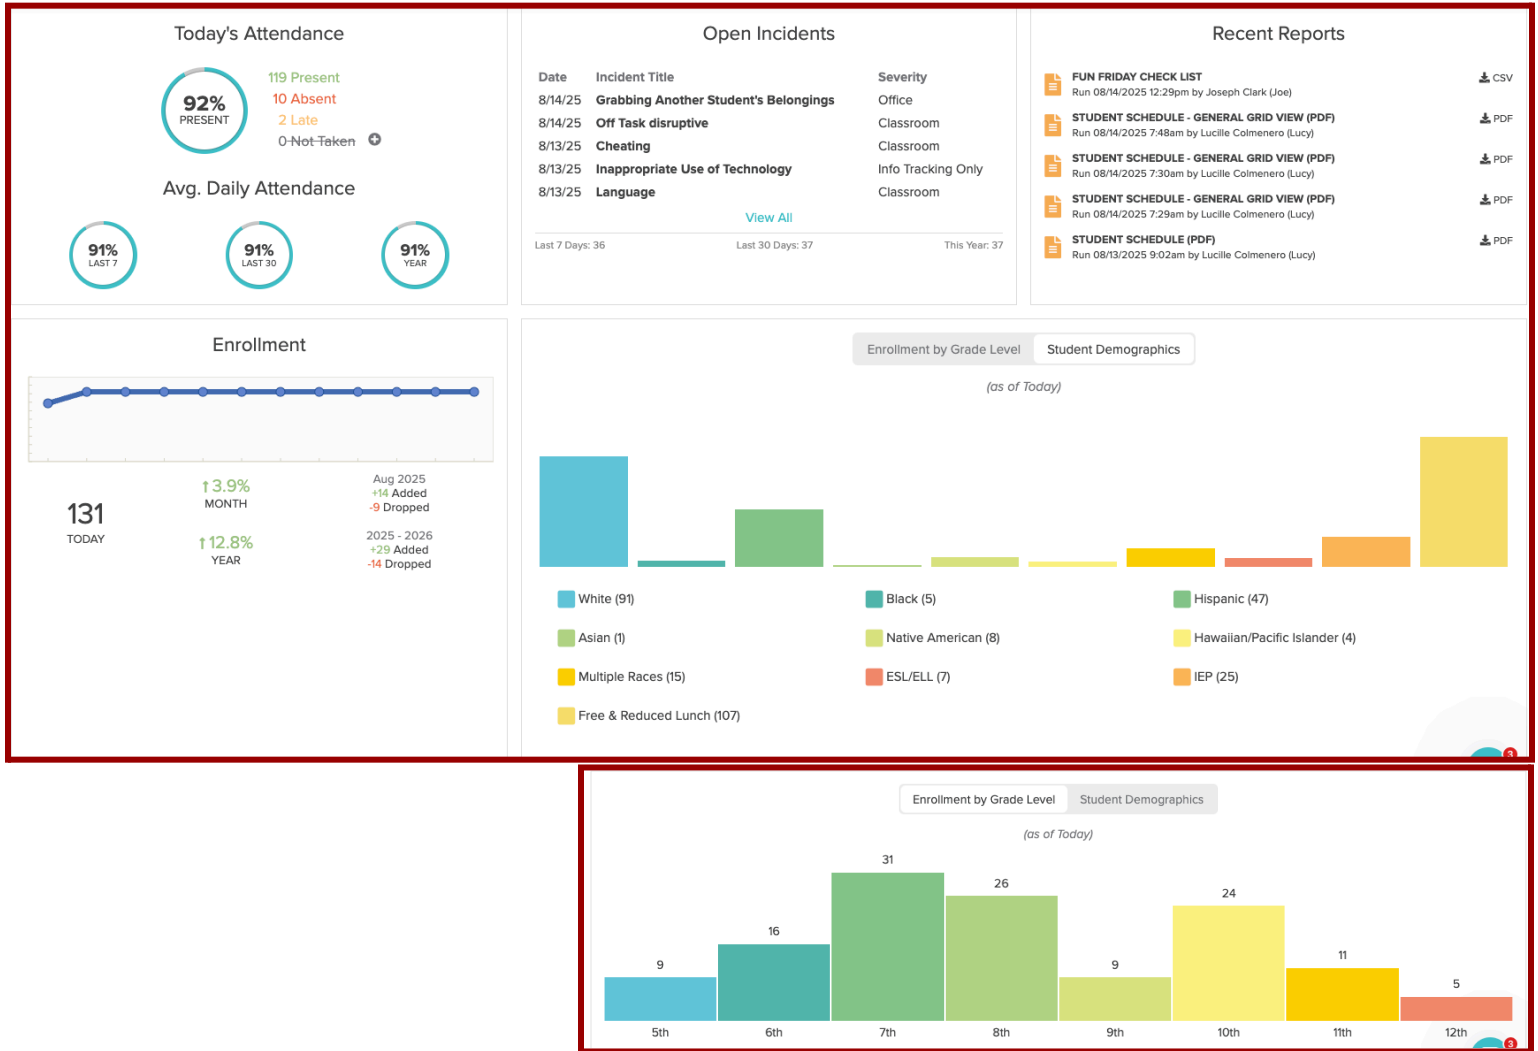 Today's Attendance
92%
PRESENT
119 Present
10 Absent
2 Late
0 Not Taken
Avg. Daily Attendance
91%
LAST 7
91%
LAST 30
91%
YEAR
Open Incidents
Date Incident Title Severity
8/14/25 Grabbing Another Student's Belongings Office
8/14/25 Off Task disruptive Classroom
8/13/25 Cheating Classroom
8/13/25 Inappropriate Use of Technology Info Tracking Only
8/13/25 Language Classroom
View All
Last 7 Days: 36 Last 30 Days: 37 This Year: 37
Recent Reports
FUN FRIDAY CHECK LIST CSV
Run 08/14/2025 12:29pm by Joseph Clark (Joe)
STUDENT SCHEDULE - GENERAL GRID VIEW (PDF) PDF
Run 08/14/2025 7:48am by Lucille Colmenero (Lucy)
STUDENT SCHEDULE - GENERAL GRID VIEW (PDF) PDF
Run 08/14/2025 7:30am by Lucille Colmenero (Lucy)
STUDENT SCHEDULE - GENERAL GRID VIEW (PDF) PDF
Run 08/14/2025 7:29am by Lucille Colmenero (Lucy)
STUDENT SCHEDULE (PDF) PDF
Run 08/13/2025 9:02am by Lucille Colmenero (Lucy)
Enrollment
131
TODAY
↑3.9%
MONTH
↑12.8%
YEAR
Aug 2025
+14 Added
-9 Dropped
2025 - 2026
+29 Added
-14 Dropped
Enrollment by Grade Level Student Demographics
(as of Today)
White (91) Black (5) Hispanic (47)
Asian (1) Native American (8) Hawaiian/Pacific Islander (4)
Multiple Races (15) ESL/ELL (7) IEP (25)
Free & Reduced Lunch (107)
3
Enrollment by Grade Level Student Demographics
(as of Today)
9 16 31 26 9 24 11 5
5th 6th 7th 8th 9th 10th 11th 12th
3